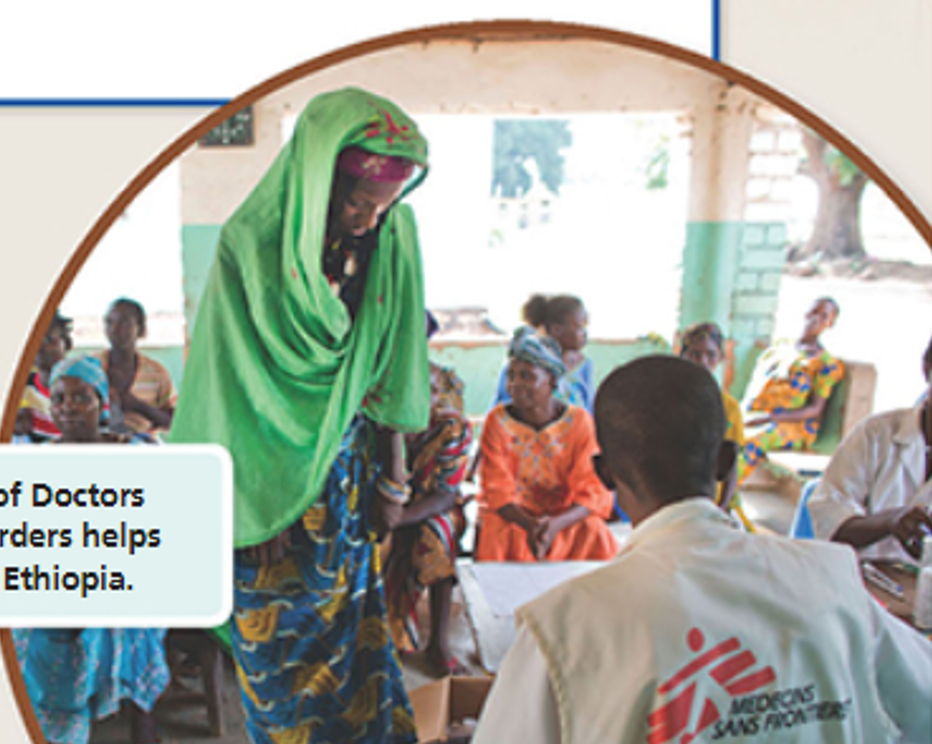 of Doctors
rders helps
Ethiopia.
MEDECINS
SANS FRONTIERES